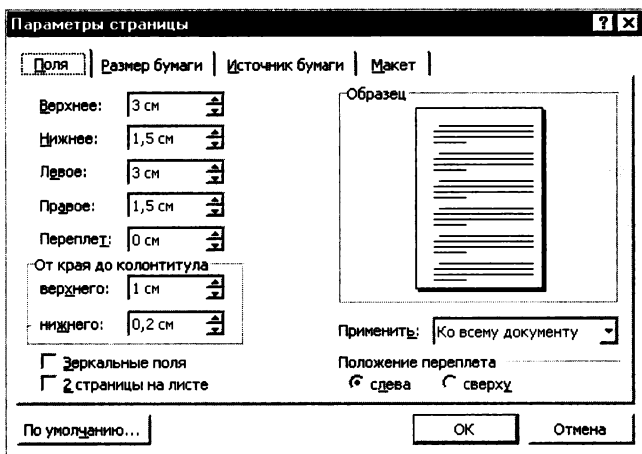 Параметры страницы
Поля
Размер бумаги
Источник бумаги
Макет
Верхнее: 3 см
Нижнее: 1,5 см
Левое: 3 см
Правое: 1,5 см
Переплет: 0 см
От края до колонтитула
верхнего: 1 см
нижнего: 0,2 см
Зеркальные поля
2 страницы на листе
Образец
Применить: Ко всему документу
Положение переплета
слева сверху
По умолчанию...
ОК
Отмена